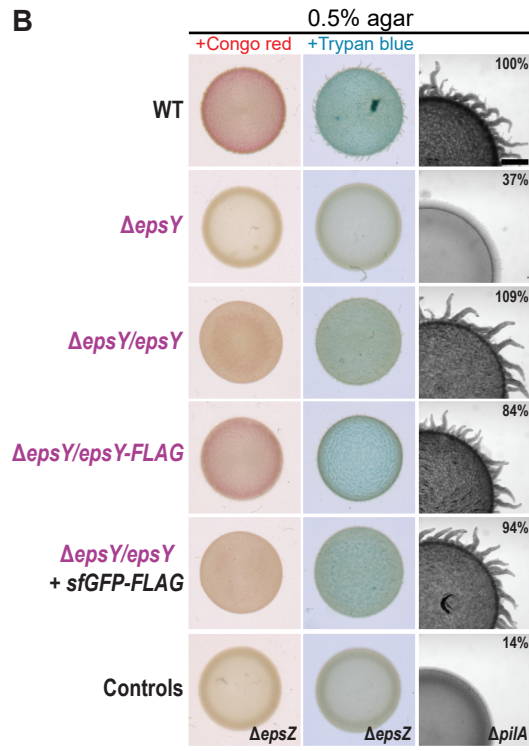 B
0.5% agar
+Congo red +Trypan blue
WT
100%
ΔepsY
37%
ΔepsY/epsY
109%
ΔepsY/epsY-FLAG
84%
ΔepsY/epsY
+ sfGFP-FLAG
94%
Controls
14%
ΔepsZ ΔepsZ ΔpilA